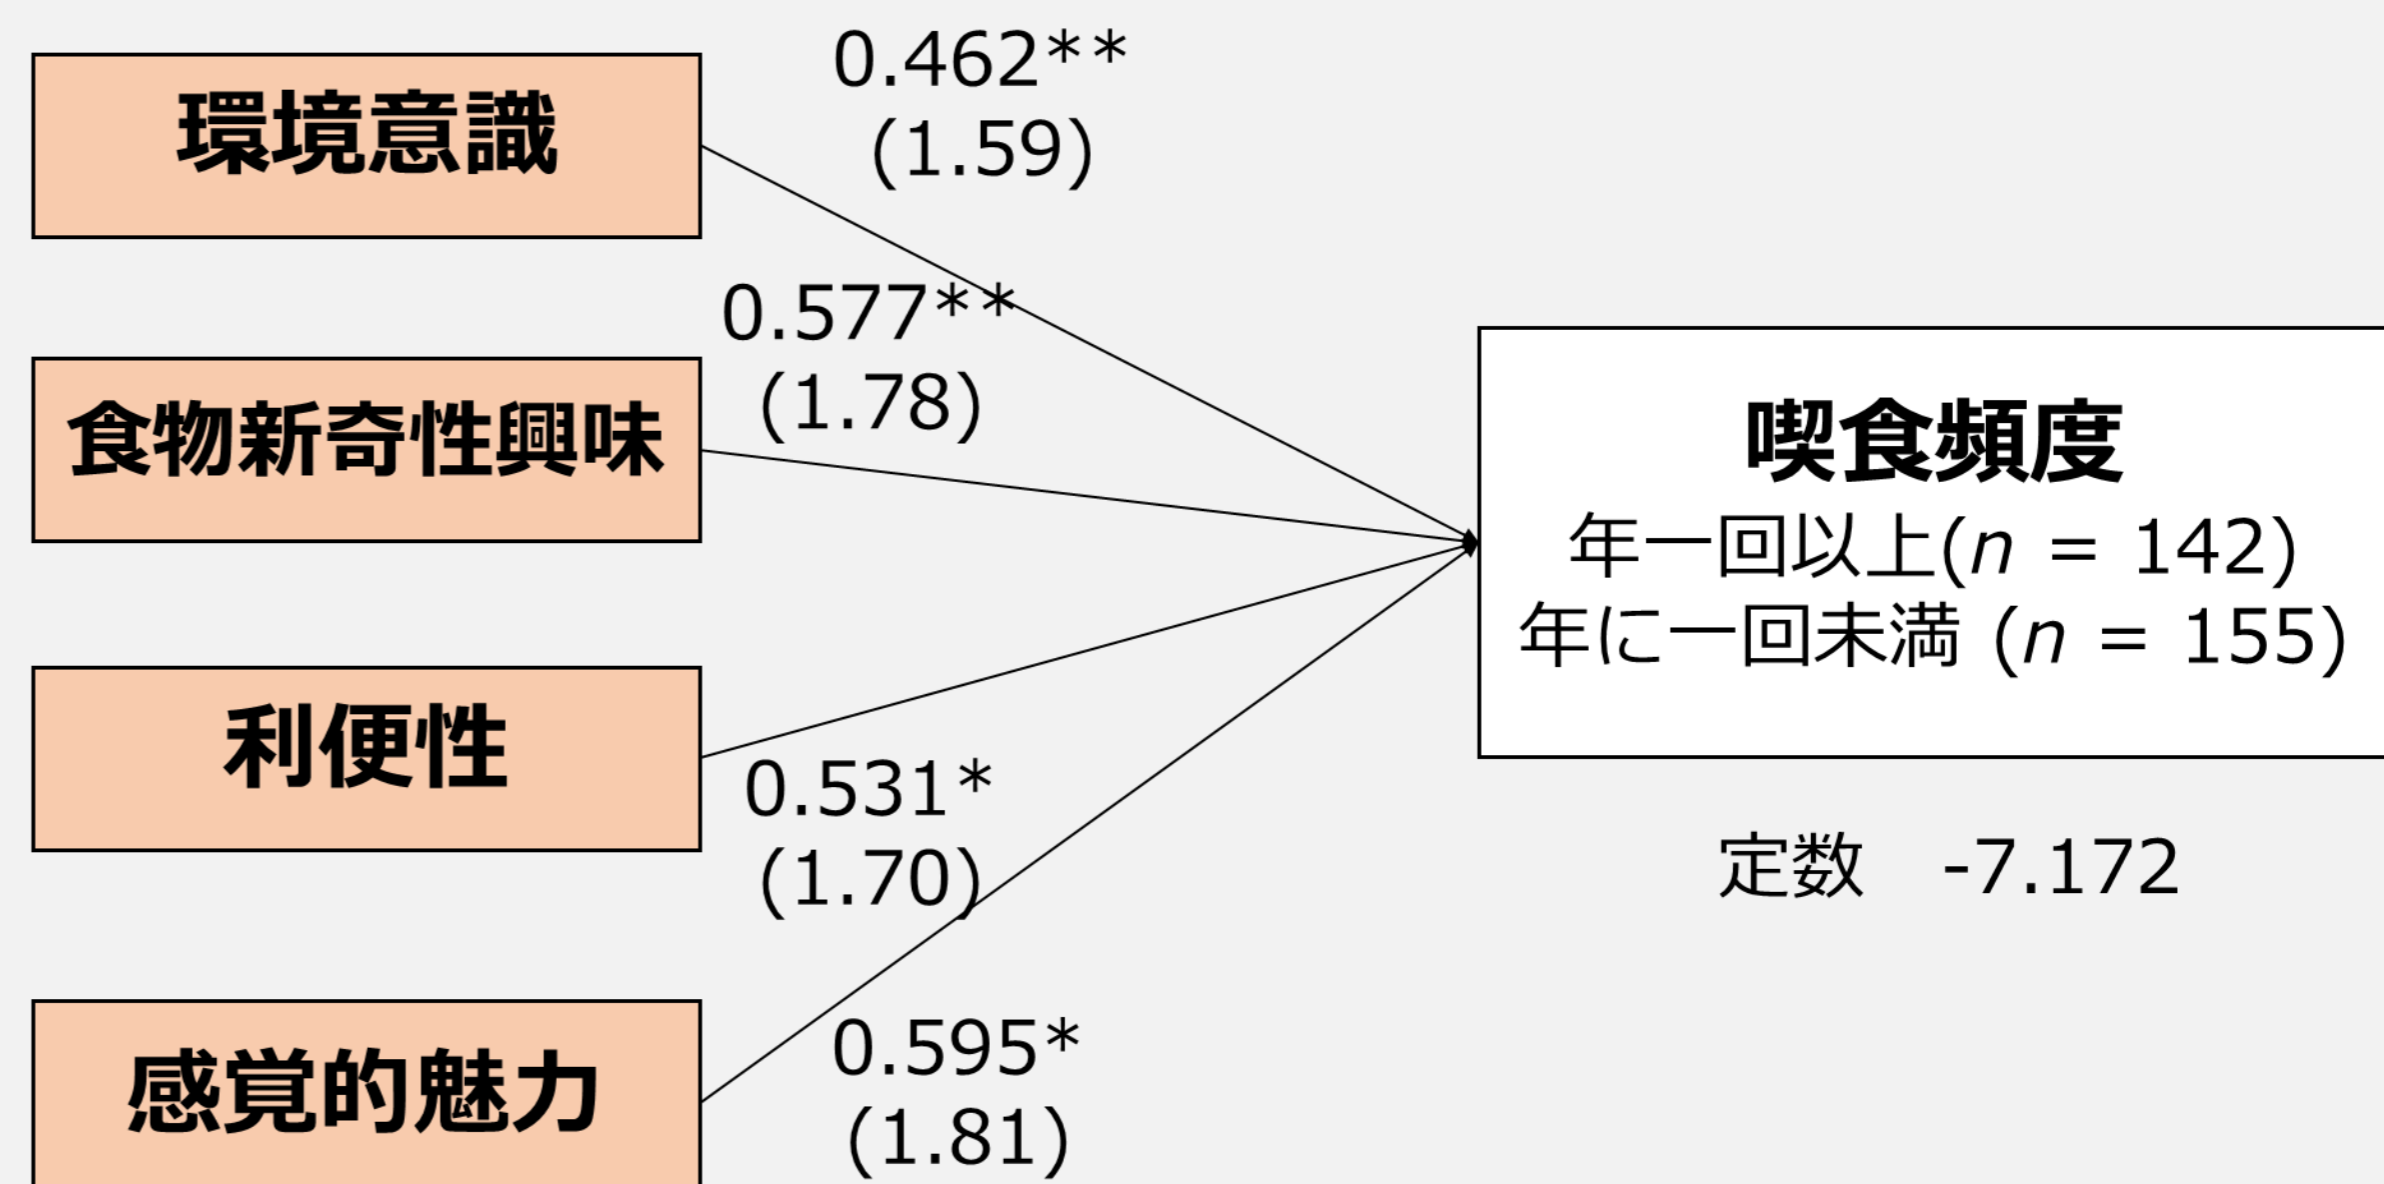 環境意識
0.462**
(1.59)
食物新奇性興味
0.577**
(1.78)
利便性
0.531*
(1.70)
感覚的魅力
0.595*
(1.81)
喫食頻度
年一回以上(n = 142)
年に一回未満 (n = 155)
定数　-7.172